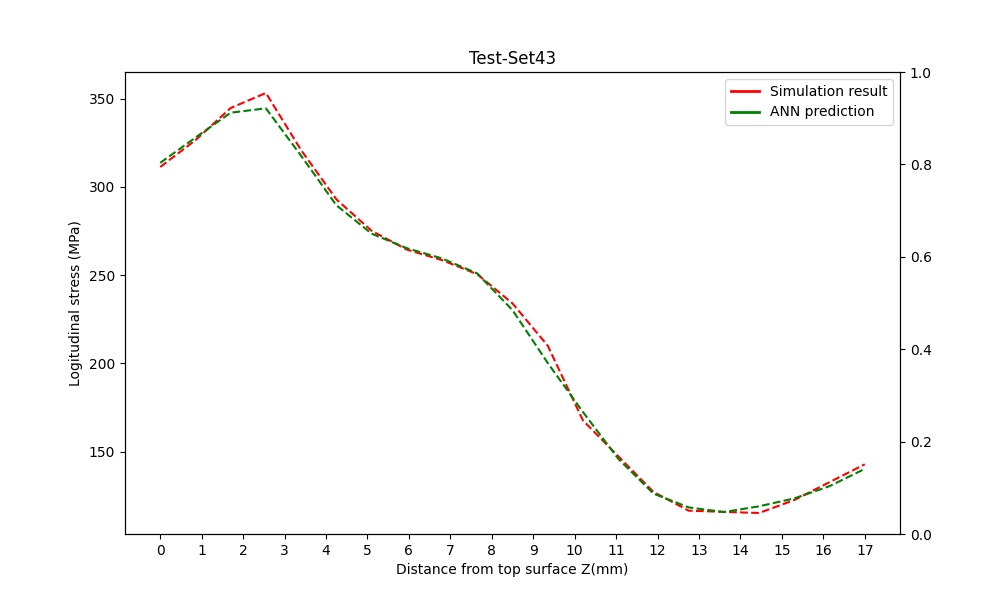 Test-Set43
Simulation result
ANN prediction
Logitudinal stress (MPa)
350
300
250
200
150
1.0
0.8
0.6
0.4
0.2
0.0
0 1 2 3 4 5 6 7 8 9 10 11 12 13 14 15 16 17
Distance from top surface Z(mm)